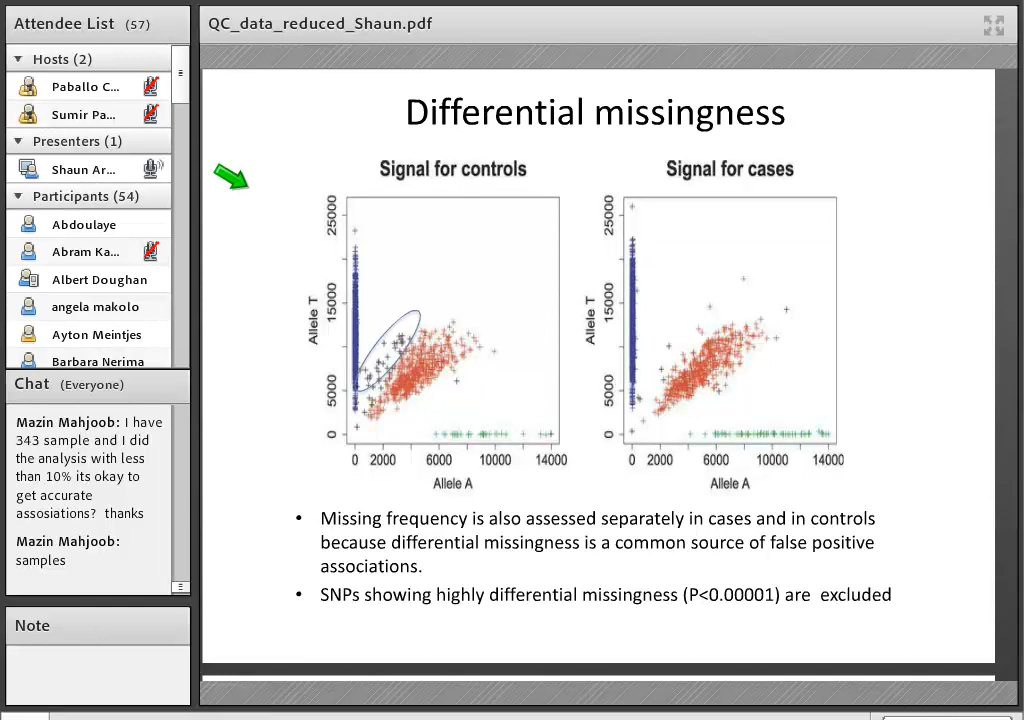 Attendee List (57)
Hosts (2)
Paballo C...
Sumir Pa...
Presenters (1)
Shaun Ar...
Participants (54)
Abdoulaye
Abram Ka...
Albert Doughan
angela makolo
Ayton Meintjes
Barbara Nerima
Chat (Everyone)
Mazin Mahjoob: I have
343 sample and I did
the analysis with less
than 10% its okay to
get accurate
assosiations? thanks
Mazin Mahjoob:
samples
Note
QC_data_reduced_Shaun.pdf
Differential missingness
Signal for controls
Allele T
25000
15000
5000
0
0 2000 6000 10000 14000
Allele A
Signal for cases
Allele T
25000
15000
5000
0
0 2000 6000 10000 14000
Allele A
• Missing frequency is also assessed separately in cases and in controls
because differential missingness is a common source of false positive
associations.
• SNPs showing highly differential missingness (P<0.00001) are excluded